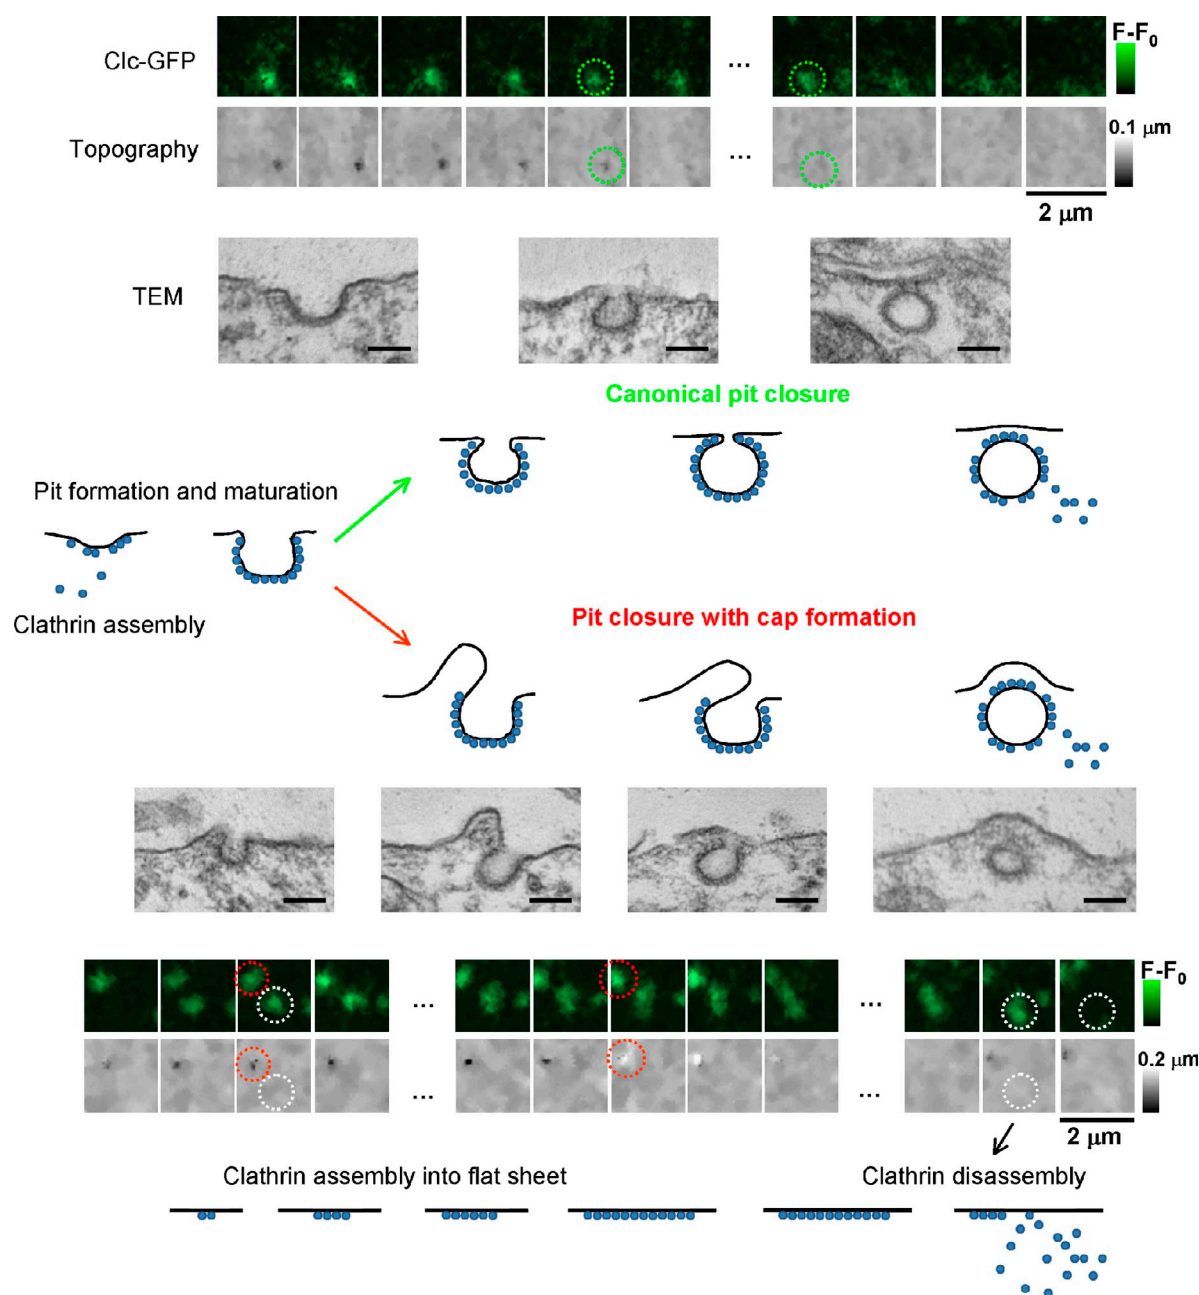 Clc-GFP
...
F-F0
Topography
...
0.1 μm
2 μm
TEM
Canonical pit closure
Pit formation and maturation
Clathrin assembly
Pit closure with cap formation
...
...
F-F0
...
...
0.2 μm
2 μm
Clathrin assembly into flat sheet
Clathrin disassembly